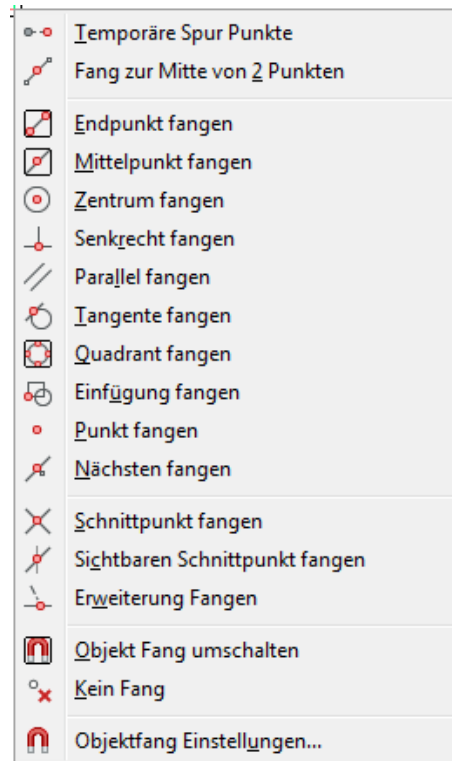 Temporäre Spur Punkte
Fang zur Mitte von 2 Punkten
Endpunkt fangen
Mittelpunkt fangen
Zentrum fangen
Senkrecht fangen
Parallel fangen
Tangente fangen
Quadrant fangen
Einfügung fangen
Punkt fangen
Nächsten fangen
Schnittpunkt fangen
Sichtbaren Schnittpunkt fangen
Erweiterung Fangen
Objekt Fang umschalten
Kein Fang
Objektfang Einstellungen...